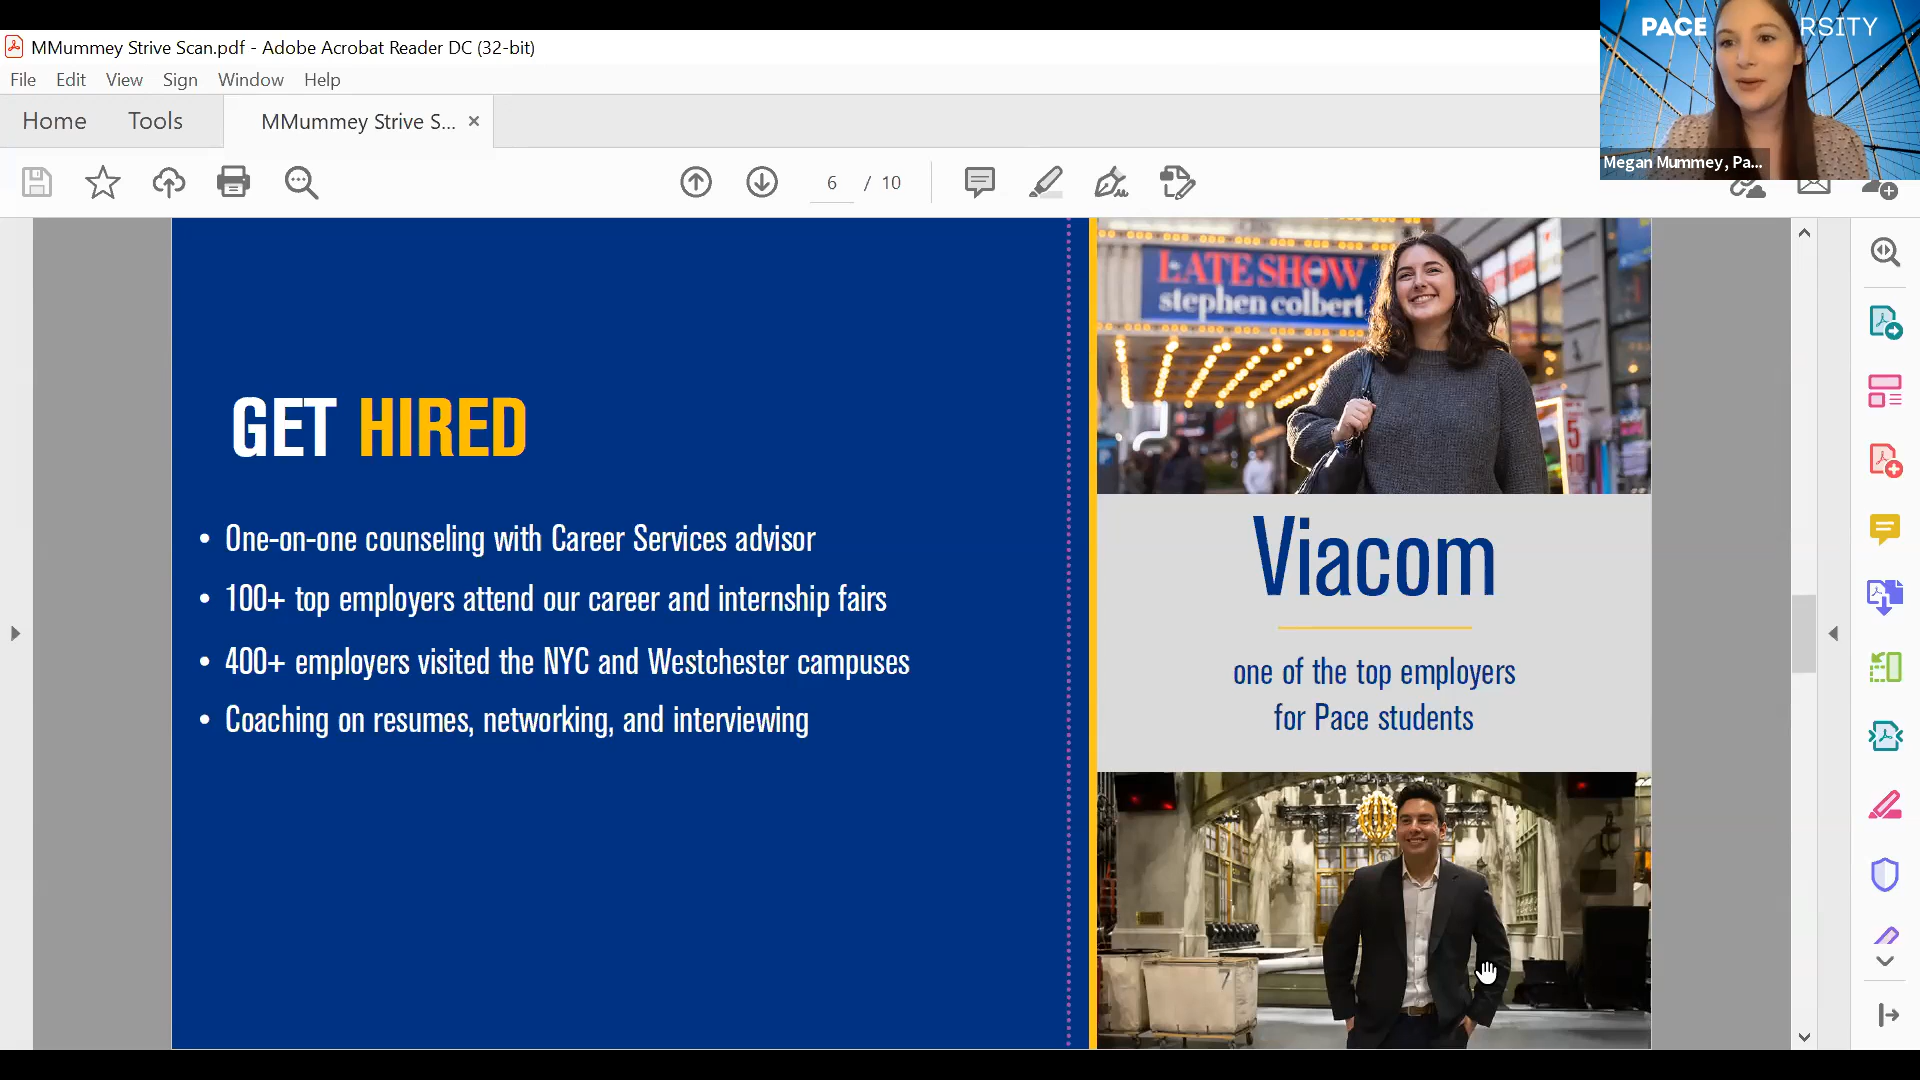 MMummey Strive Scan.pdf - Adobe Acrobat Reader DC (32-bit)
File Edit View Sign Window Help
Home Tools MMummey Strive S... ×
6 / 10
PACE RSITY
Megan Mummey, Pa...
GET HIRED
• One-on-one counseling with Career Services advisor
• 100+ top employers attend our career and internship fairs
• 400+ employers visited the NYC and Westchester campuses
• Coaching on resumes, networking, and interviewing
LATE SHOW
stephen colbert
5
10
Viacom
one of the top employers
for Pace students
7